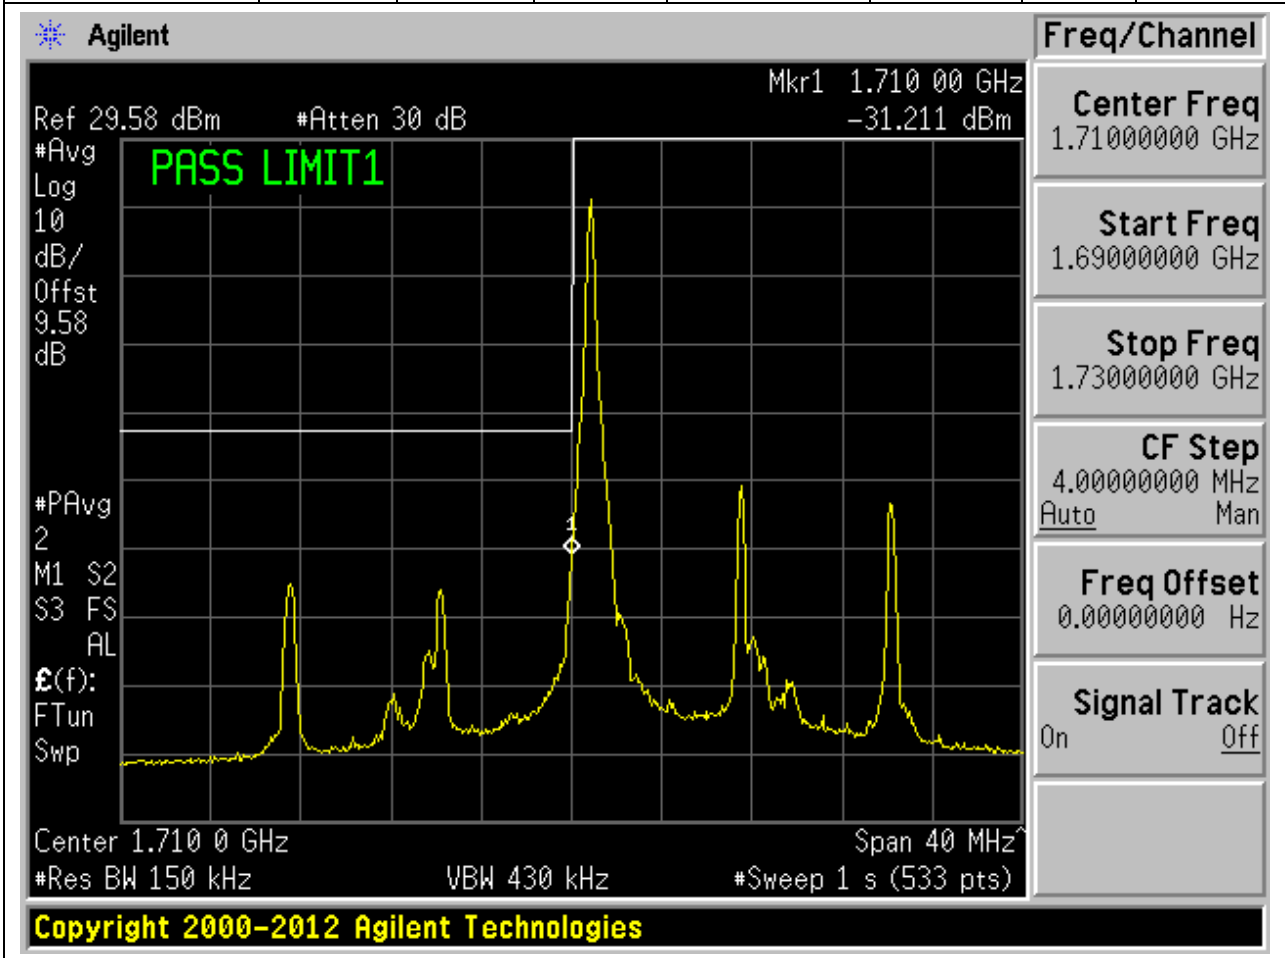 Agilent
Freq/Channel
Mkr1 1.710 00 GHz
Ref 29.58 dBm #Atten 30 dB -31.211 dBm
#Avg
Log
10
dB/
Offst
9.58
dB
PASS LIMIT1
1
#PAvg
2
M1 S2
S3 FS
AL
£(f):
FTun
Swp
Center 1.710 0 GHz Span 40 MHz^
#Res BW 150 kHz VBW 430 kHz #Sweep 1 s (533 pts)
Center Freq
1.71000000 GHz
Start Freq
1.69000000 GHz
Stop Freq
1.73000000 GHz
CF Step
4.00000000 MHz
Auto Man
Freq Offset
0.00000000 Hz
Signal Track
On Off
Copyright 2000-2012 Agilent Technologies